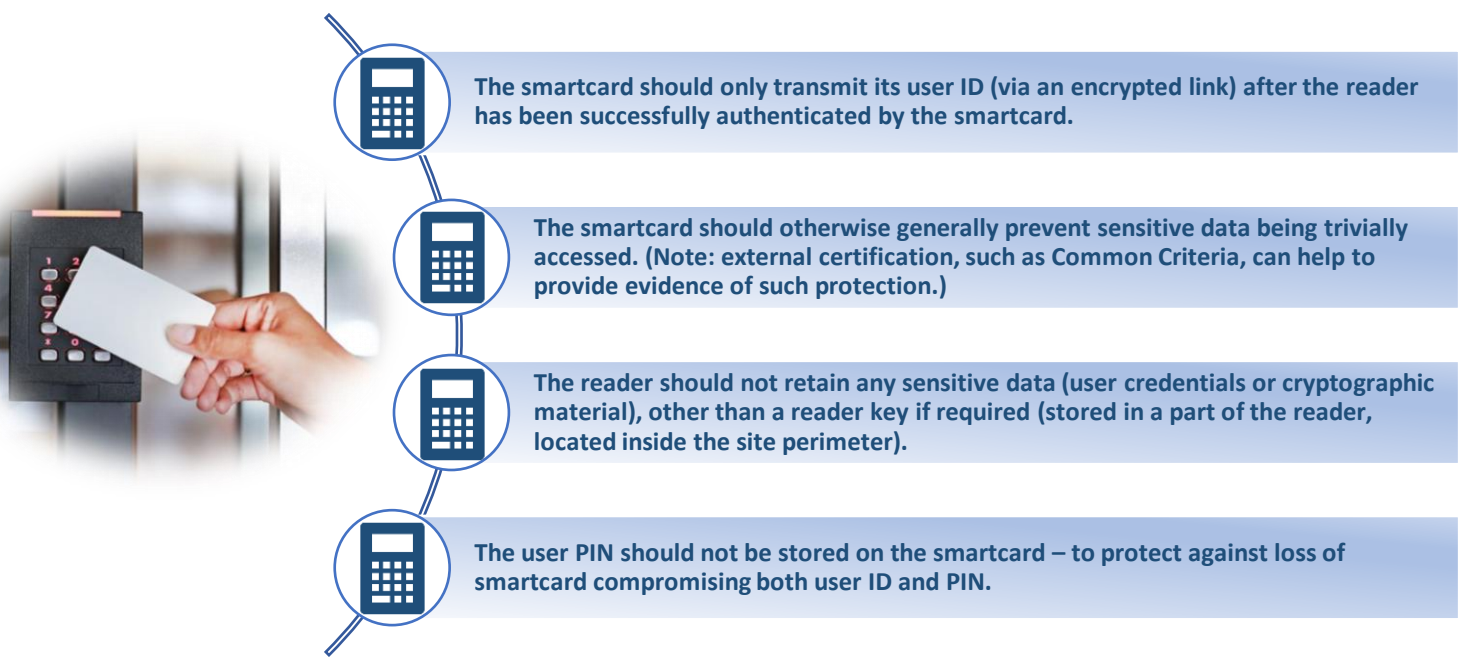 The smartcard should only transmit its user ID (via an encrypted link) after the reader
has been successfully authenticated by the smartcard.
The smartcard should otherwise generally prevent sensitive data being trivially
accessed. (Note: external certification, such as Common Criteria, can help to
provide evidence of such protection.)
The reader should not retain any sensitive data (user credentials or cryptographic
material), other than a reader key if required (stored in a part of the reader,
located inside the site perimeter).
The user PIN should not be stored on the smartcard – to protect against loss of
smartcard compromising both user ID and PIN.
1 2
4
7
0